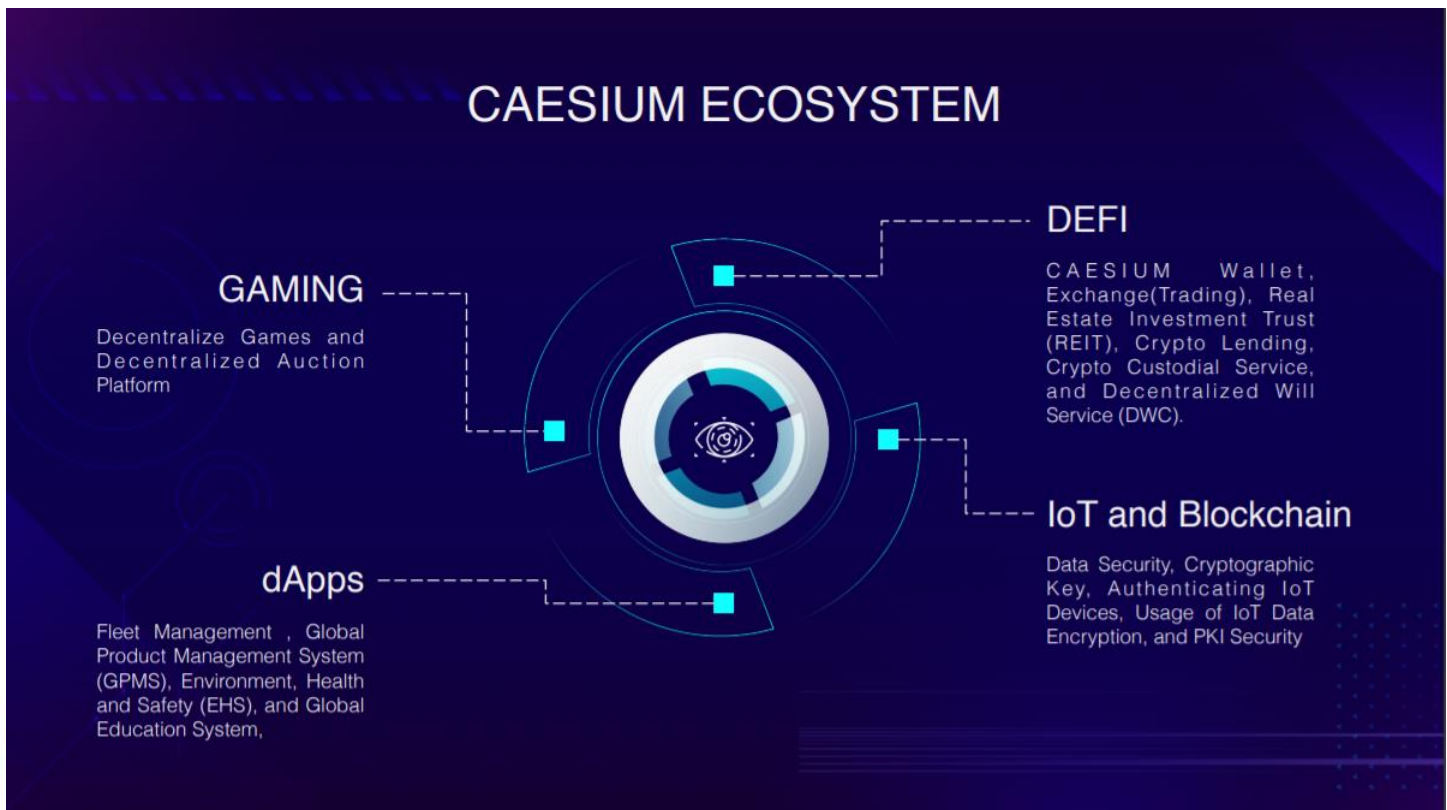 CAESIUM ECOSYSTEM
GAMING
Decentralize Games and
Decentralized Auction
Platform
dApps
Fleet Management , Global
Product Management System
(GPMS), Environment, Health
and Safety (EHS), and Global
Education System,
DEFI
CAESIUM Wallet,
Exchange(Trading), Real
Estate Investment Trust
(REIT), Crypto Lending,
Crypto Custodial Service,
and Decentralized Will
Service (DWC).
IoT and Blockchain
Data Security, Cryptographic
Key, Authenticating IoT
Devices, Usage of IoT Data
Encryption, and PKI Security